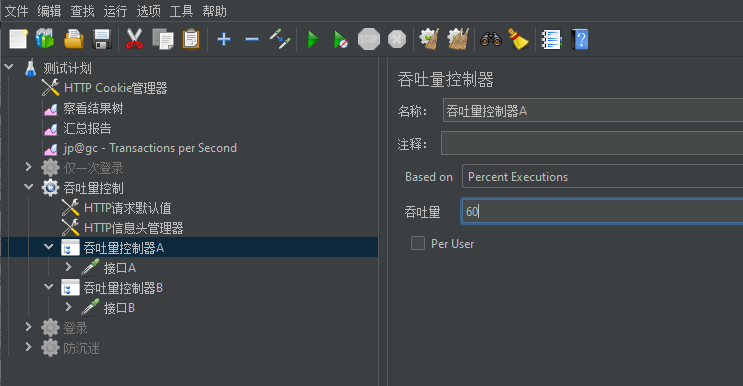 文件 编辑 查找 运行 选项 工具 帮助
STOP
测试计划
HTTP Cookie管理器
察看结果树
汇总报告
jp@gc - Transactions per Second
仅一次登录
吞吐量控制
HTTP请求默认值
HTTP信息头管理器
吞吐量控制器A
接口A
吞吐量控制器B
接口B
登录
防沉迷
吞吐量控制器
名称： 吞吐量控制器A
注释：
Based on Percent Executions
吞吐量 60
Per User